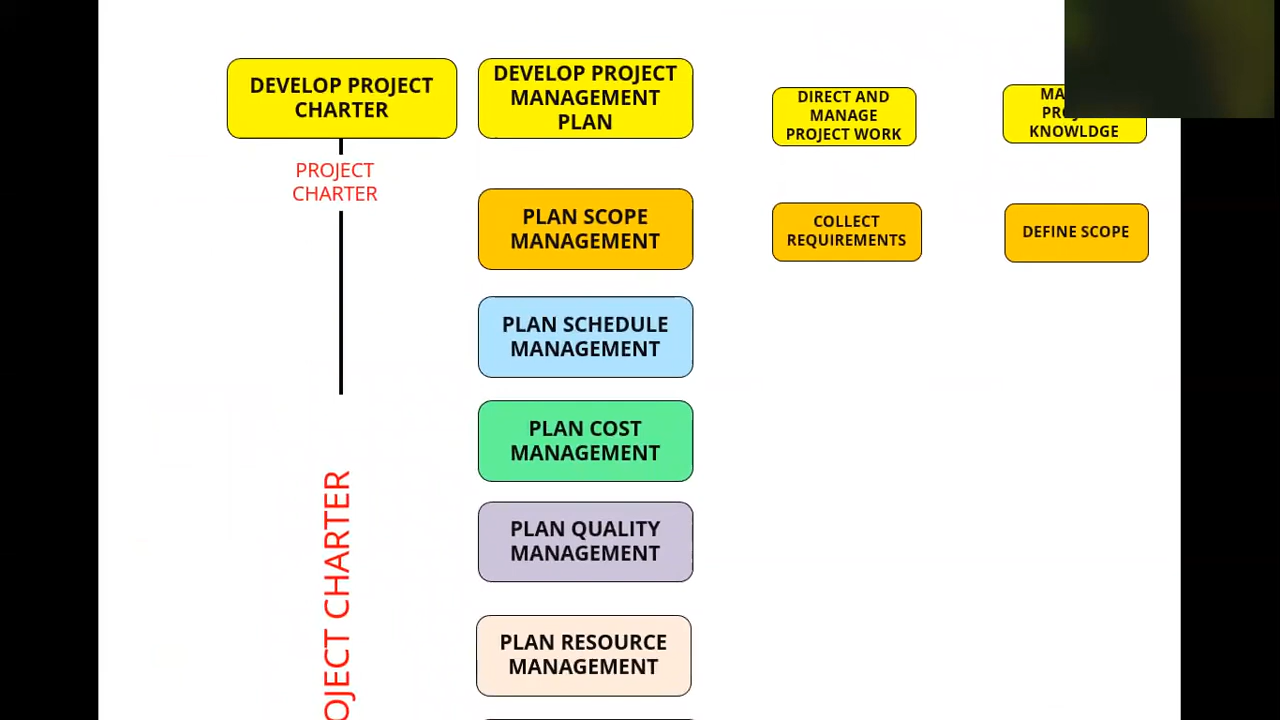 DEVELOP PROJECT
CHARTER
DEVELOP PROJECT
MANAGEMENT
PLAN
DIRECT AND
MANAGE
PROJECT WORK
KNOWLDGE
PROJECT
CHARTER
PLAN SCOPE
MANAGEMENT
COLLECT
REQUIREMENTS
DEFINE SCOPE
PLAN SCHEDULE
MANAGEMENT
PLAN COST
MANAGEMENT
CHARTER
PLAN QUALITY
MANAGEMENT
PLAN RESOURCE
MANAGEMENT